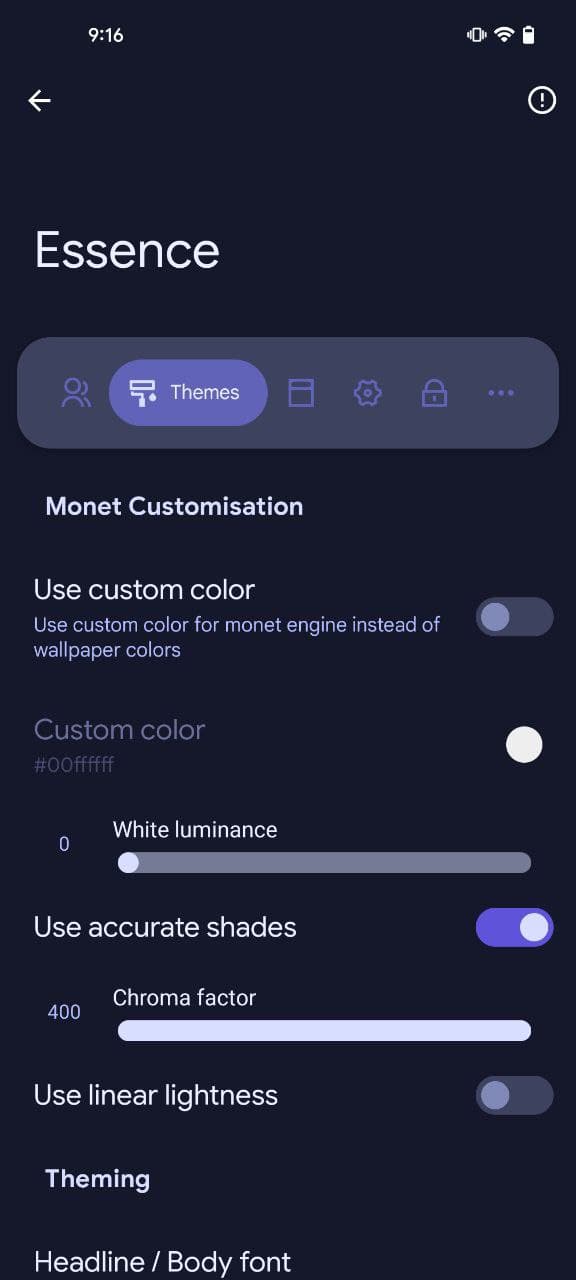 9:16
Essence
Themes
Monet Customisation
Use custom color
Use custom color for monet engine instead of
wallpaper colors
Custom color
#00ffffff
White luminance
0
Use accurate shades
Chroma factor
400
Use linear lightness
Theming
Headline / Body font